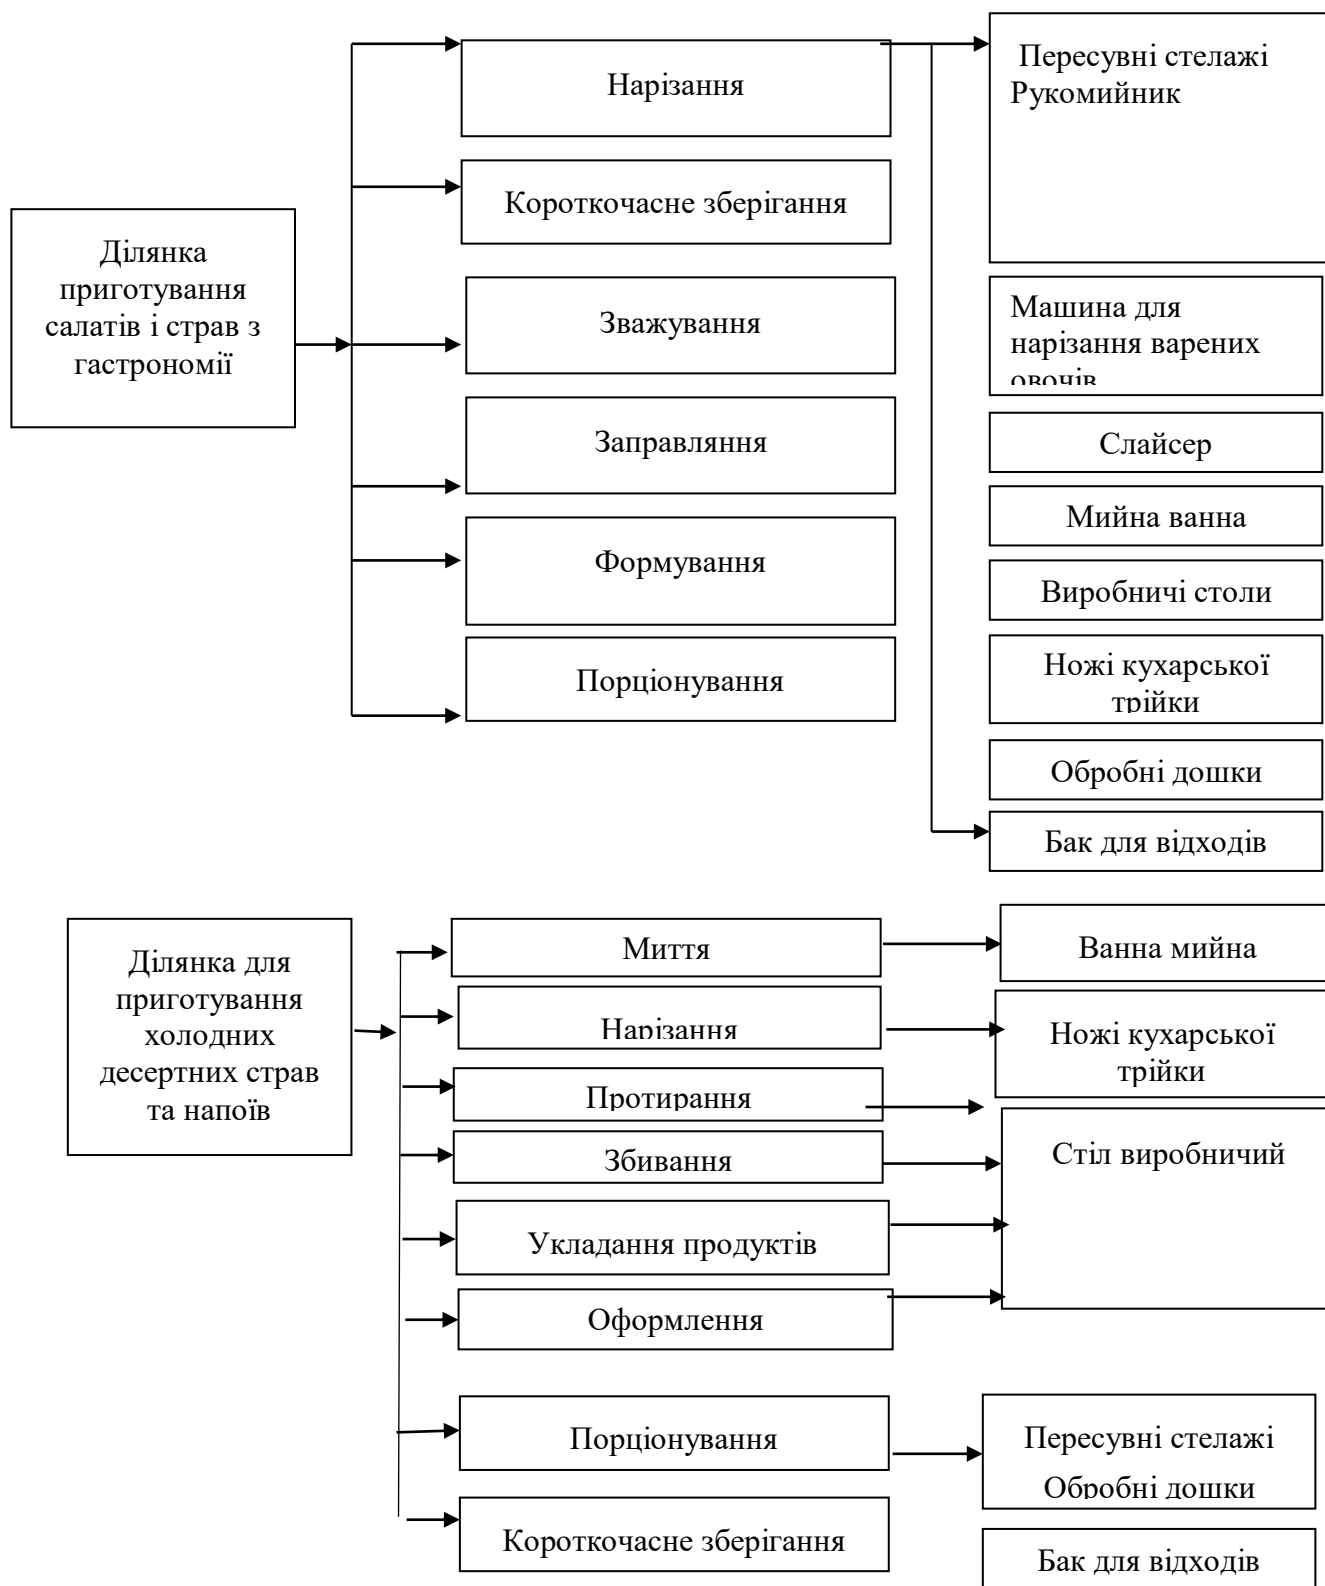 Ділянка
приготування
салатів і страв з
гастрономії
Нарізання
Короткочасне зберігання
Зважування
Заправляння
Формування
Порціонування
Пересувні стелажі
Рукомийник
Машина для
нарізання варених
овочів
Слайсер
Мийна ванна
Виробничі столи
Ножі кухарської
трійки
Обробні дошки
Бак для відходів
Ділянка для
приготування
холодних
десертних страв
та напоїв
Миття
Нарізання
Протирання
Збивання
Укладання продуктів
Оформлення
Порціонування
Короткочасне зберігання
Ванна мийна
Ножі кухарської
трійки
Стіл виробничий
Пересувні стелажі
Обробні дошки
Бак для відходів